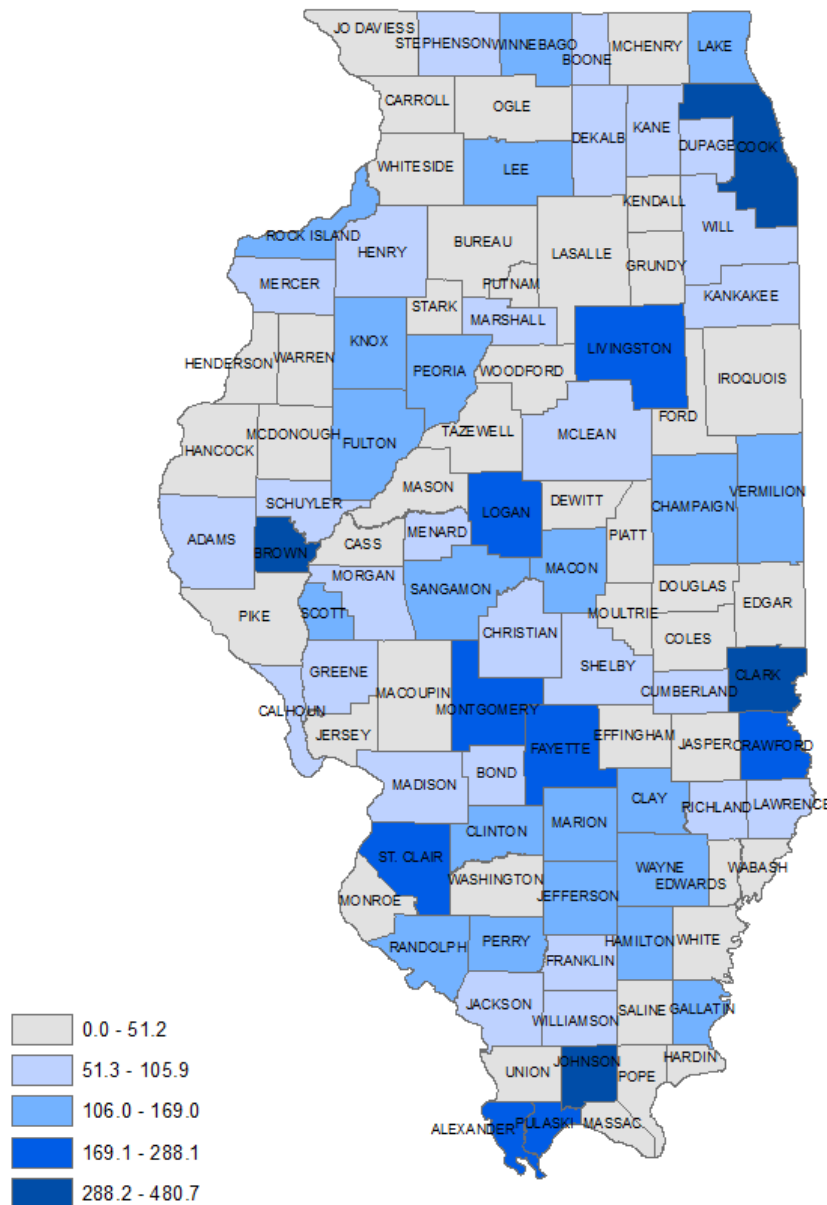 JO DAVIESS
STEPHENSON
WINNEBAGO
BOONE
MCHENRY
LAKE
CARROLL
OGLE
DEKALB
KANE
DUPAGE
COOK
WHITESIDE
LEE
KENDALL
ROCK ISLAND
HENRY
BUREAU
LASALLE
GRUNDY
WILL
MERCER
PUTNAM
STARK
MARSHALL
KANKAKEE
HENDERSON
WARREN
KNOX
PEORIA
WOODFORD
LIVINGSTON
IROQUOIS
HANCOCK
MCDONOUGH
FULTON
TAZEWELL
MCLEAN
FORD
MASON
SCHUYLER
LOGAN
DEWITT
CHAMPAIGN
VERMILION
ADAMS
BROWN
CASS
MENARD
PIATT
MORGAN
SANGAMON
MACON
DOUGLAS
EDGAR
PIKE
SCOTT
CHRISTIAN
MOULTRIE
COLES
GREENE
SHELBY
CUMBERLAND
CLARK
CALHOUN
MACOUPIN
MONTGOMERY
JERSEY
FAYETTE
EFFINGHAM
JASPER
CRAWFORD
MADISON
BOND
CLAY
RICHLAND
LAWRENCE
CLINTON
MARION
ST. CLAIR
WASHINGTON
WAYNE
EDWARDS
WABASH
MONROE
JEFFERSON
RANDOLPH
PERRY
HAMILTON
WHITE
FRANKLIN
JACKSON
WILLIAMSON
SALINE
GALLATIN
UNION
JOHNSON
POPE
HARDIN
ALEXANDER
PULASKI
MASSAC
0.0 - 51.2
51.3 - 105.9
106.0 - 169.0
169.1 - 288.1
288.2 - 480.7